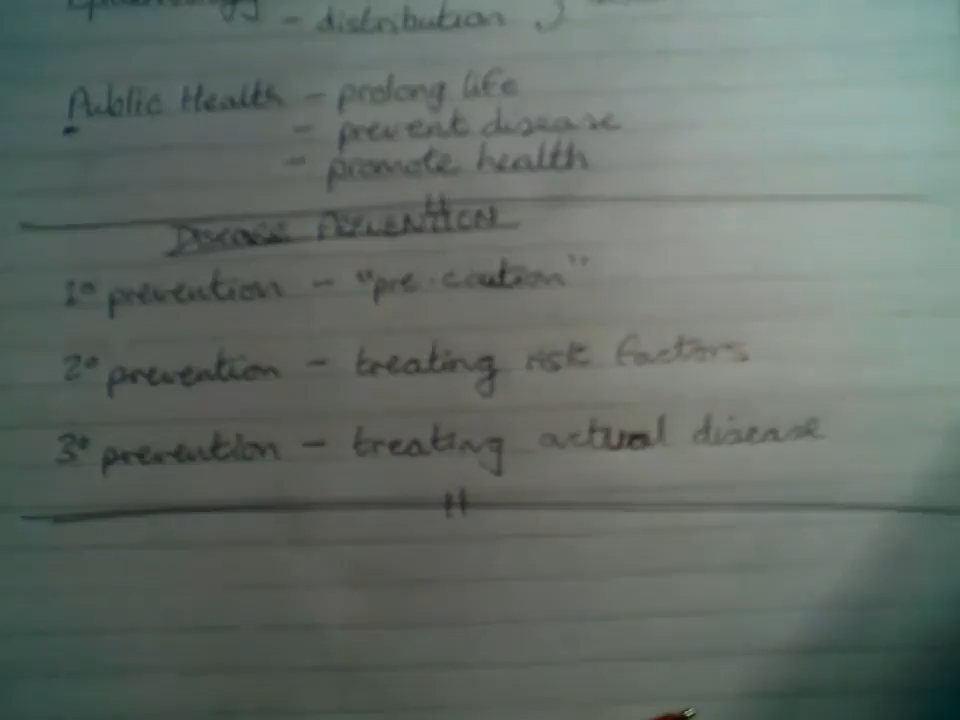 Epidemiology
- distribution }
Public Health - prolong life
- prevent disease
- promote health
DISEASE PREVENTION
1° prevention - "pre-caution"
2° prevention - treating risk factors
3° prevention - treating actual disease